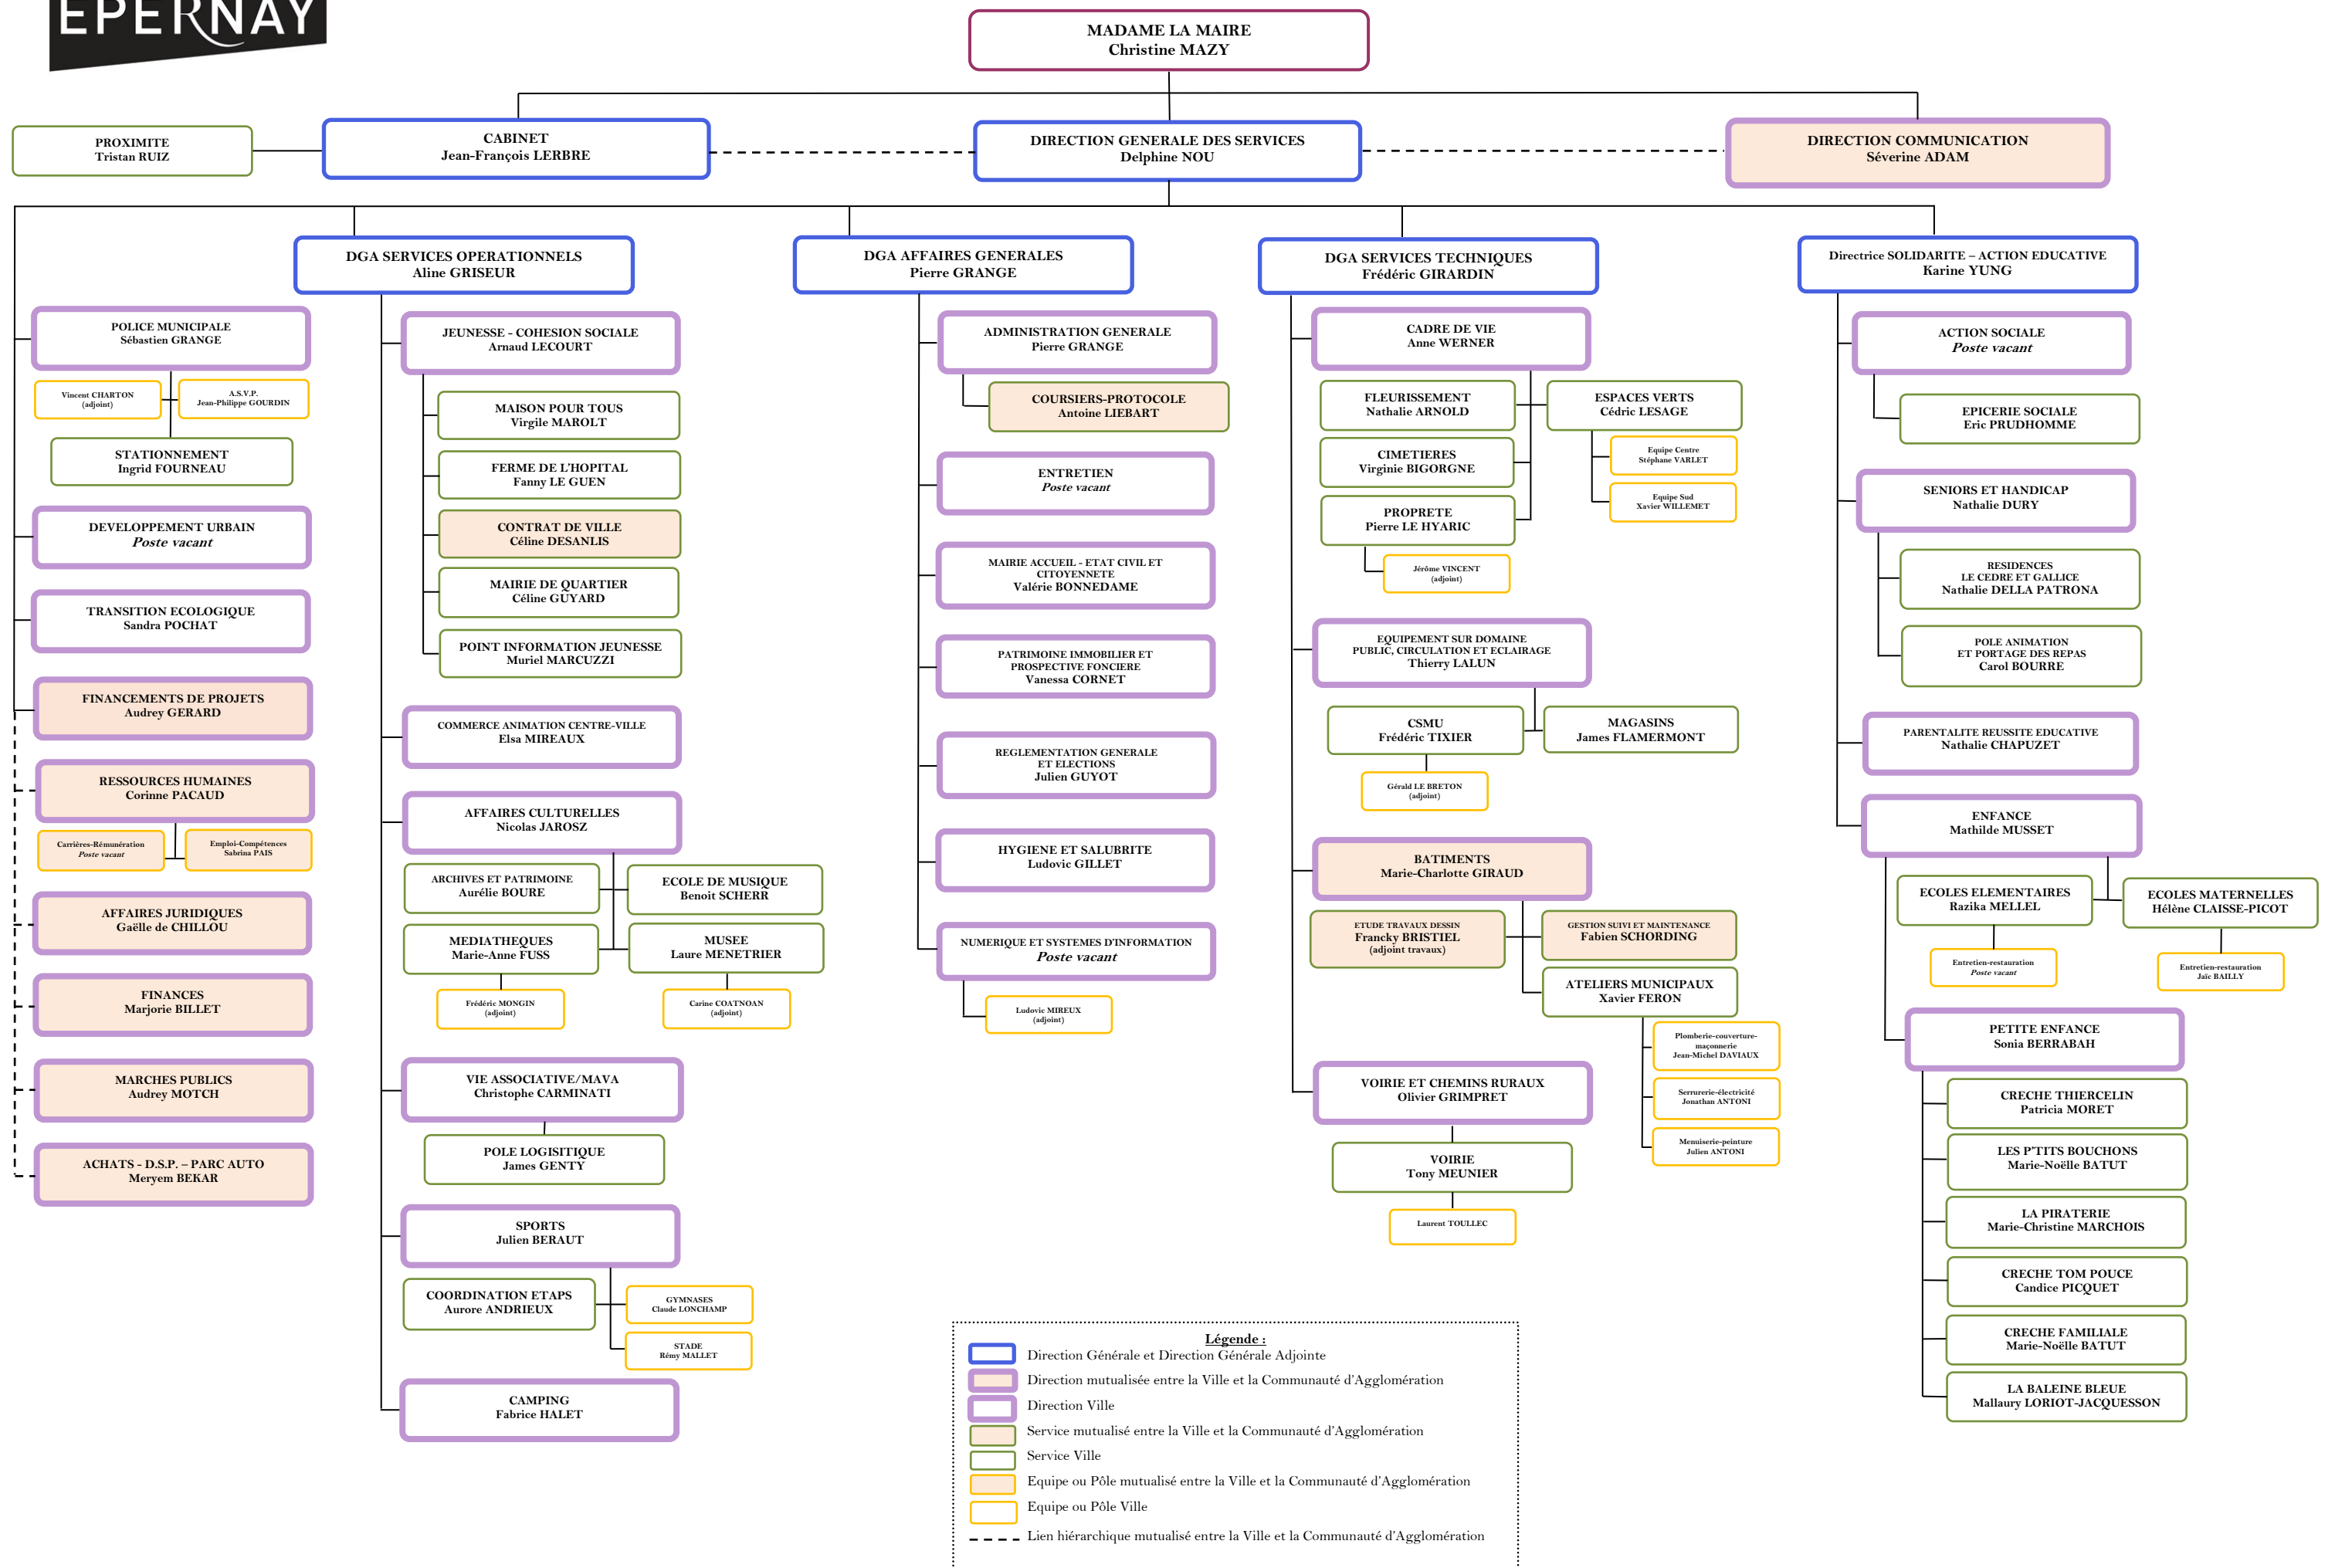 EPERNAY
MADAME LA MAIRE
Christine MAZY
PROXIMITE
Tristan RUIZ
CABINET
Jean-François LERBRE
DIRECTION GENERALE DES SERVICES
Delphine NOU
DIRECTION COMMUNICATION
Séverine ADAM
POLICE MUNICIPALE
Sébastien GRANGE
Vincent CHARTON
(adjoint)
A.S.V.P.
Jean-Philippe GOURDIN
STATIONNEMENT
Ingrid FOURNEAU
DEVELOPPEMENT URBAIN
Poste vacant
TRANSITION ECOLOGIQUE
Sandra POCHAT
FINANCEMENTS DE PROJETS
Audrey GERARD
RESSOURCES HUMAINES
Corinne PACAUD
Carrières-Rémunération
Poste vacant
Emploi-Compétences
Sabrina PAIS
AFFAIRES JURIDIQUES
Gaëlle de CHILLOU
FINANCES
Marjorie BILLET
MARCHES PUBLICS
Audrey MOTCH
ACHATS - D.S.P. – PARC AUTO
Meryem BEKAR
DGA SERVICES OPERATIONNELS
Aline GRISEUR
JEUNESSE - COHESION SOCIALE
Arnaud LECOURT
MAISON POUR TOUS
Virgile MAROLT
FERME DE L'HOPITAL
Fanny LE GUEN
CONTRAT DE VILLE
Céline DESANLIS
MAIRIE DE QUARTIER
Céline GUYARD
POINT INFORMATION JEUNESSE
Muriel MARCUZZI
COMMERCE ANIMATION CENTRE-VILLE
Elsa MIREAUX
AFFAIRES CULTURELLES
Nicolas JAROSZ
ARCHIVES ET PATRIMOINE
Aurélie BOURE
ECOLE DE MUSIQUE
Benoit SCHERR
MEDIATHEQUES
Marie-Anne FUSS
MUSEE
Laure MENETRIER
Frédéric MONGIN
(adjoint)
Carine COATNOAN
(adjoint)
VIE ASSOCIATIVE/MAVA
Christophe CARMINATI
POLE LOGISITIQUE
James GENTY
SPORTS
Julien BERAUT
COORDINATION ETAPS
Aurore ANDRIEUX
GYMNASES
Claude LONCHAMP
STADE
Rémy MALLET
CAMPING
Fabrice HALET
DGA AFFAIRES GENERALES
Pierre GRANGE
ADMINISTRATION GENERALE
Pierre GRANGE
COURSIERS-PROTOCOLE
Antoine LIEBART
ENTRETIEN
Poste vacant
MAIRIE ACCUEIL - ETAT CIVIL ET
CITOYENNETE
Valérie BONNEDAME
PATRIMOINE IMMOBILIER ET
PROSPECTIVE FONCIERE
Vanessa CORNET
REGLEMENTATION GENERALE
ET ELECTIONS
Julien GUYOT
HYGIENE ET SALUBRITE
Ludovic GILLET
NUMERIQUE ET SYSTEMES D'INFORMATION
Poste vacant
Ludovic MIREUX
(adjoint)
DGA SERVICES TECHNIQUES
Frédéric GIRARDIN
CADRE DE VIE
Anne WERNER
FLEURISSEMENT
Nathalie ARNOLD
ESPACES VERTS
Cédric LESAGE
CIMETIERES
Virginie BIGORGNE
Equipe Centre
Stéphane VARLET
Equipe Sud
Xavier WILLEMET
PROPRETE
Pierre LE HYARIC
Jérôme VINCENT
(adjoint)
EQUIPEMENT SUR DOMAINE
PUBLIC, CIRCULATION ET ECLAIRAGE
Thierry LALUN
CSMU
Frédéric TIXIER
MAGASINS
James FLAMERMONT
Gérald LE BRETON
(adjoint)
BATIMENTS
Marie-Charlotte GIRAUD
ETUDE TRAVAUX DESSIN
Francky BRISTIEL
(adjoint travaux)
GESTION SUIVI ET MAINTENANCE
Fabien SCHORDING
ATELIERS MUNICIPAUX
Xavier FERON
Plomberie-couverture-
maçonnerie
Jean-Michel DAVIAUX
Serrurerie-électricité
Jonathan ANTONI
Menuiserie-peinture
Julien ANTONI
VOIRIE ET CHEMINS RURAUX
Olivier GRIMPRET
VOIRIE
Tony MEUNIER
Laurent TOULLEC
Directrice SOLIDARITE – ACTION EDUCATIVE
Karine YUNG
ACTION SOCIALE
Poste vacant
EPICERIE SOCIALE
Eric PRUDHOMME
SENIORS ET HANDICAP
Nathalie DURY
RESIDENCES
LE CEDRE ET GALLICE
Nathalie DELLA PATRONA
POLE ANIMATION
ET PORTAGE DES REPAS
Carol BOURRE
PARENTALITE REUSSITE EDUCATIVE
Nathalie CHAPUZET
ENFANCE
Mathilde MUSSET
ECOLES ELEMENTAIRES
Razika MELLEL
ECOLES MATERNELLES
Hélène CLAISSE-PICOT
Entretien-restauration
Poste vacant
Entretien-restauration
Jaïc BAILLY
PETITE ENFANCE
Sonia BERRABAH
CRECHE THIERCELIN
Patricia MORET
LES P'TITS BOUCHONS
Marie-Noëlle BATUT
LA PIRATERIE
Marie-Christine MARCHOIS
CRECHE TOM POUCE
Candice PICQUET
CRECHE FAMILIALE
Marie-Noëlle BATUT
LA BALEINE BLEUE
Mallaury LORIOT-JACQUESSON
Légende :
Direction Générale et Direction Générale Adjointe
Direction mutualisée entre la Ville et la Communauté d'Agglomération
Direction Ville
Service mutualisé entre la Ville et la Communauté d'Agglomération
Service Ville
Equipe ou Pôle mutualisé entre la Ville et la Communauté d'Agglomération
Equipe ou Pôle Ville
Lien hiérarchique mutualisé entre la Ville et la Communauté d'Agglomération